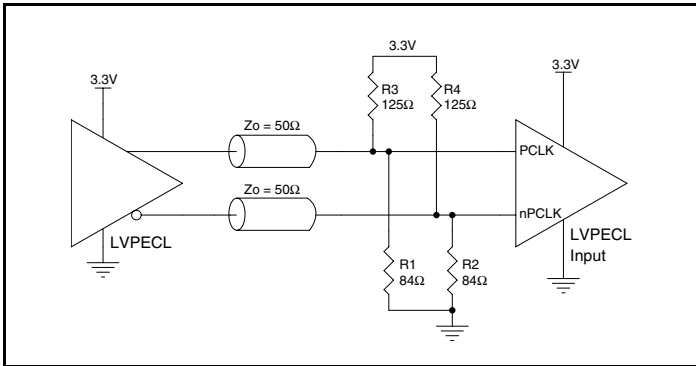 3.3V
3.3V
3.3V
R3
125Ω
R4
125Ω
Zo = 50Ω
PCLK
Zo = 50Ω
nPCLK
LVPECL
LVPECL
Input
R1
84Ω
R2
84Ω